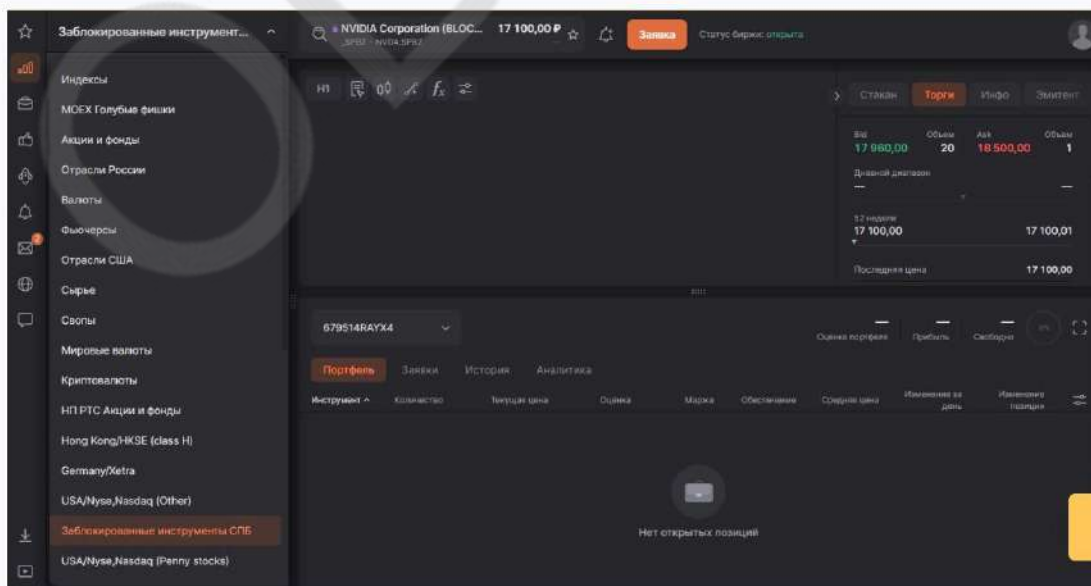 Заблокированные инструмент...
NVIDIA Corporation (BLOC... 17 100,00 ₽
Заявка
Статус биржи: открыта
2
Индексы
MOEX Голубые фишки
Акции и фонды
Отрасли России
Валюты
Фьючерсы
Отрасли США
Сырье
Свопы
Мировые валюты
Криптовалюты
НП РТС Акции и фонды
Hong Kong/HKSE (class H)
Germany/Xetra
USA/Nyse,Nasdaq (Other)
Заблокированные инструменты СПБ
USA/Nyse,Nasdaq (Penny stocks)
H1
fx
Стакан Торги Инфо Эмитент
Bid Объем Ask Объем
17 960,00 20 18 500,00 1
Дневной диапазон
— —
52 недели
17 100,00 17 100,01
Последняя цена 17 100,00
679514RAYX4
— — —
Оценка портфеля Прибыль Свободно
Портфель Заявки История Аналитика
Инструмент Количество Текущая цена Оценка Маржа Обеспечение Средняя цена Изменение за день Изменение позиции
Нет открытых позиций